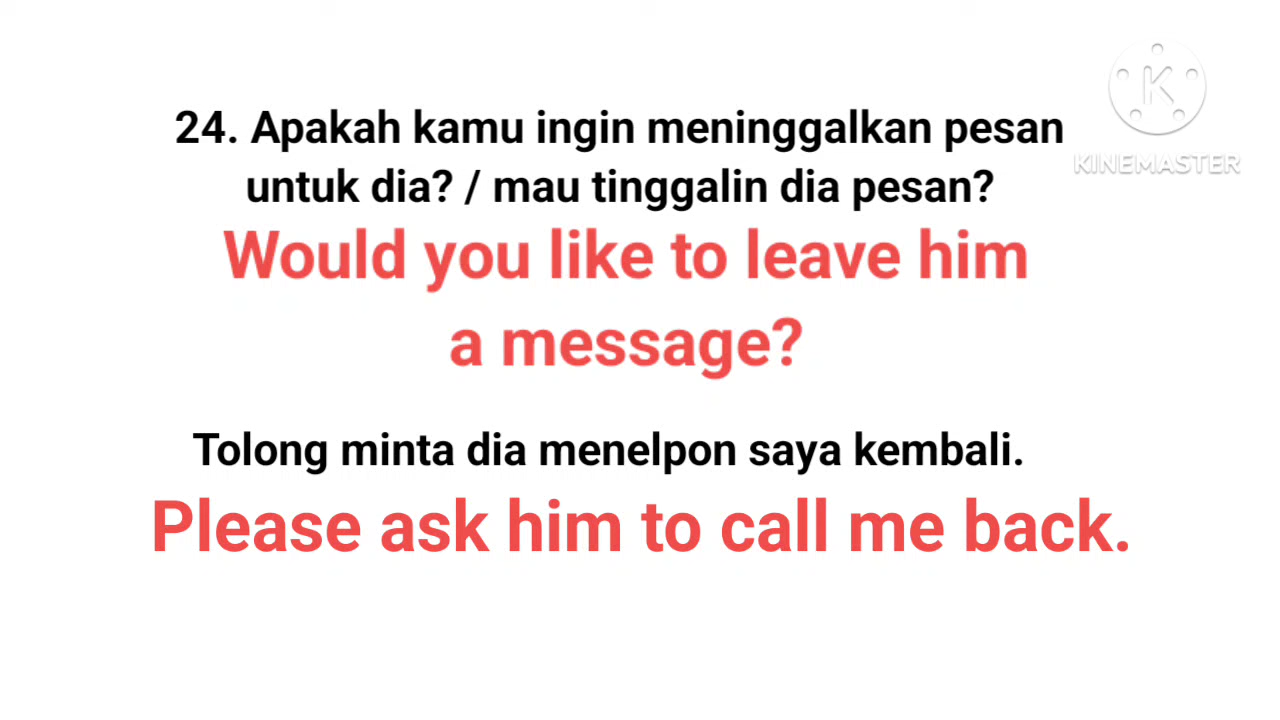 24. Apakah kamu ingin meninggalkan pesan
untuk dia? / mau tinggalin dia pesan?
Would you like to leave him
a message?
Tolong minta dia menelpon saya kembali.
Please ask him to call me back.
K
KINEMASTER